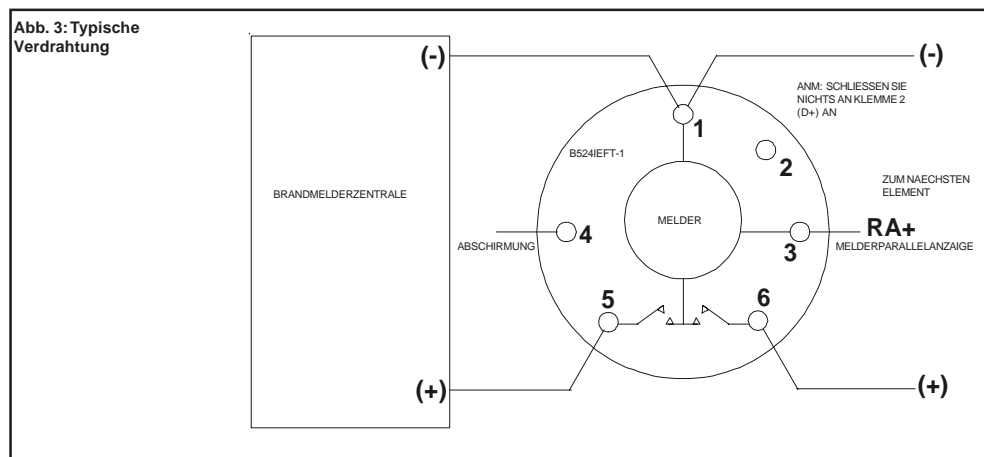 Abb. 3: Typische
Verdrahtung
(-)
(-)
ANM: SCHLIESSEN SIE
NICHTS AN KLEMME 2
(D+) AN
1
B524IEFT-1
2
ZUM NAECHSTEN
ELEMENT
BRANDMELDERZENTRALE
MELDER
RA+
4
3
ABSCHIRMUNG
MELDERPARALLELANZAIGE
5
6
(+)
(+)